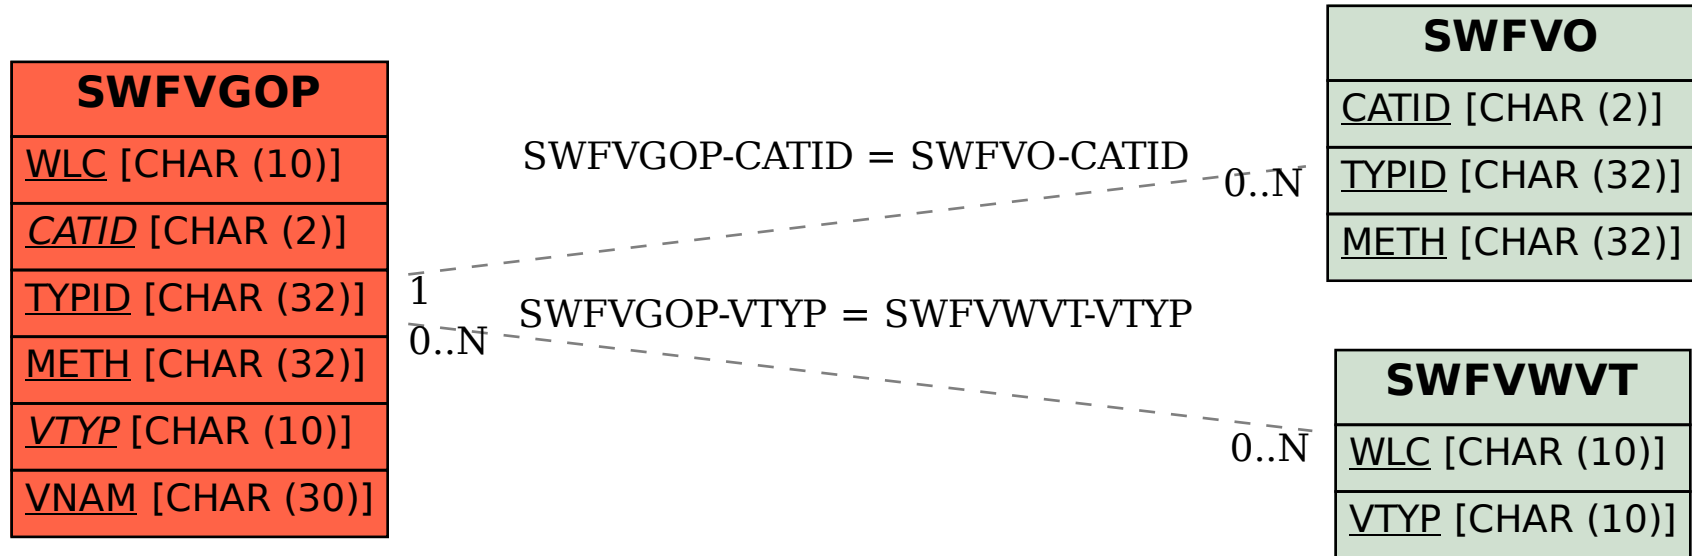 SWFVGOP
WLC [CHAR (10)]
CATID [CHAR (2)]
TYPID [CHAR (32)]
METH [CHAR (32)]
VTYP [CHAR (10)]
VNAM [CHAR (30)]
SWFVGOP-CATID = SWFVO-CATID
0..N
1
SWFVGOP-VTYP = SWFVWVT-VTYP
0..N
0..N
SWFVO
CATID [CHAR (2)]
TYPID [CHAR (32)]
METH [CHAR (32)]
SWFVWVT
WLC [CHAR (10)]
VTYP [CHAR (10)]